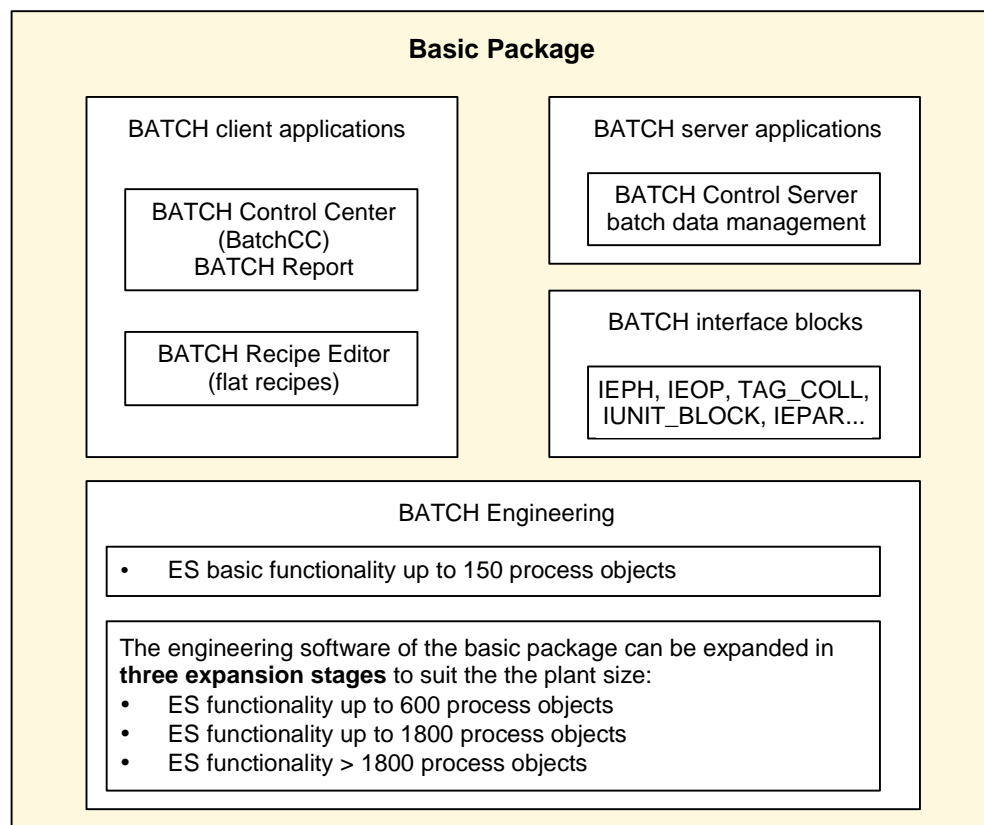 Basic Package
BATCH client applications
BATCH Control Center
(BatchCC)
BATCH Report
BATCH Recipe Editor
(flat recipes)
BATCH server applications
BATCH Control Server
batch data management
BATCH interface blocks
IEPH, IEOP, TAG_COLL,
IUNIT_BLOCK, IEPAR...
BATCH Engineering
• ES basic functionality up to 150 process objects
The engineering software of the basic package can be expanded in
three expansion stages to suit the the plant size:
• ES functionality up to 600 process objects
• ES functionality up to 1800 process objects
• ES functionality > 1800 process objects